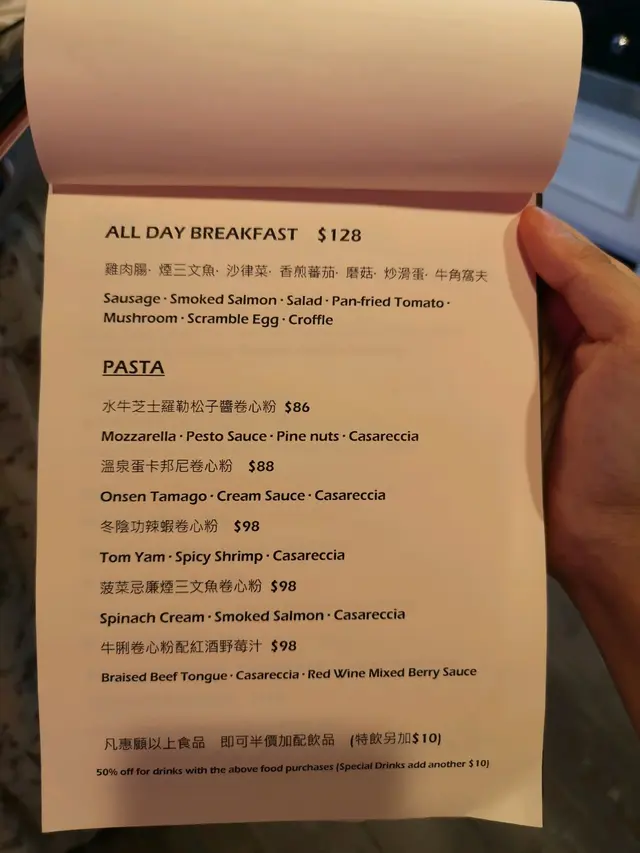 ALL DAY BREAKFAST $128
雞肉腸· 煙三文魚· 沙律菜· 香煎蕃茄· 磨菇· 炒滑蛋· 牛角窩夫
Sausage · Smoked Salmon · Salad · Pan-fried Tomato ·
Mushroom · Scramble Egg · Croffle
PASTA
水牛芝士羅勒松子醬卷心粉 $86
Mozzarella · Pesto Sauce · Pine nuts · Casareccia
溫泉蛋卡邦尼卷心粉 $88
Onsen Tamago · Cream Sauce · Casareccia
冬陰功辣蝦卷心粉 $98
Tom Yam · Spicy Shrimp · Casareccia
菠菜忌廉煙三文魚卷心粉 $98
Spinach Cream · Smoked Salmon · Casareccia
牛脷卷心粉配紅酒野莓汁 $98
Braised Beef Tongue · Casareccia · Red Wine Mixed Berry Sauce
凡惠顧以上食品 即可半價加配飲品 (特飲另加$10)
50% off for drinks with the above food purchases (Special Drinks add another $10)